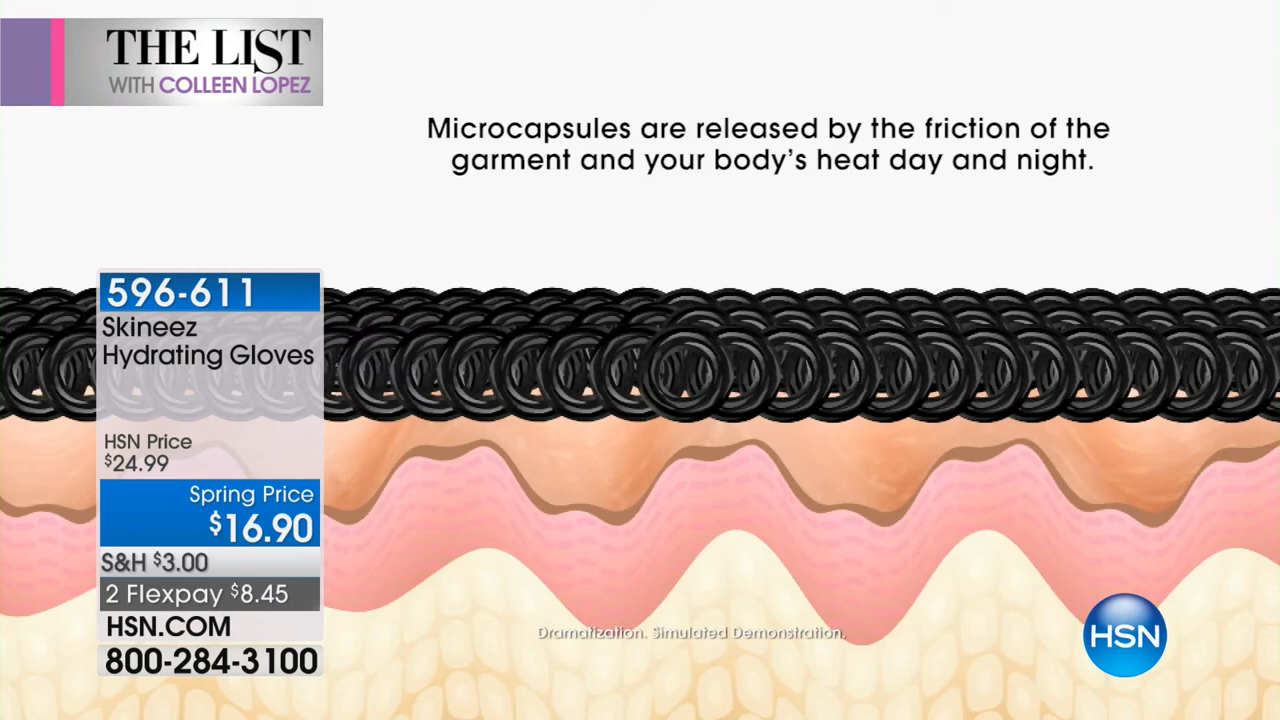 THE LIST
WITH COLLEEN LOPEZ
Microcapsules are released by the friction of the
garment and your body's heat day and night.
596-611
Skineez
Hydrating Gloves
HSN Price
$24.99
Spring Price
$16.90
S&H $3.00
2 Flexpay $8.45
HSN.COM
800-284-3100
Dramatization. Simulated Demonstration.
HSN